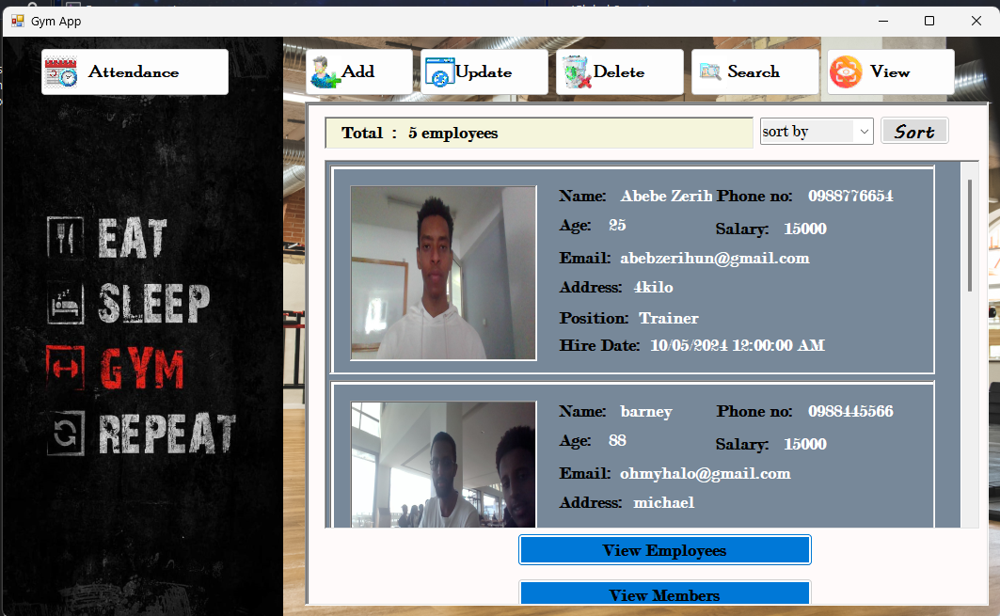 Gym App
Attendance
Add
Update
Delete
Search
View
Total : 5 employees
sort by
Sort
EAT
SLEEP
GYM
REPEAT
Name: Abebe Zerih Phone no: 0988776654
Age: 25 Salary: 15000
Email: abebzerihun@gmail.com
Address: 4kilo
Position: Trainer
Hire Date: 10/05/2024 12:00:00 AM
Name: barney Phone no: 0988445566
Age: 88 Salary: 15000
Email: ohmyhalo@gmail.com
Address: michael
View Employees
View Members